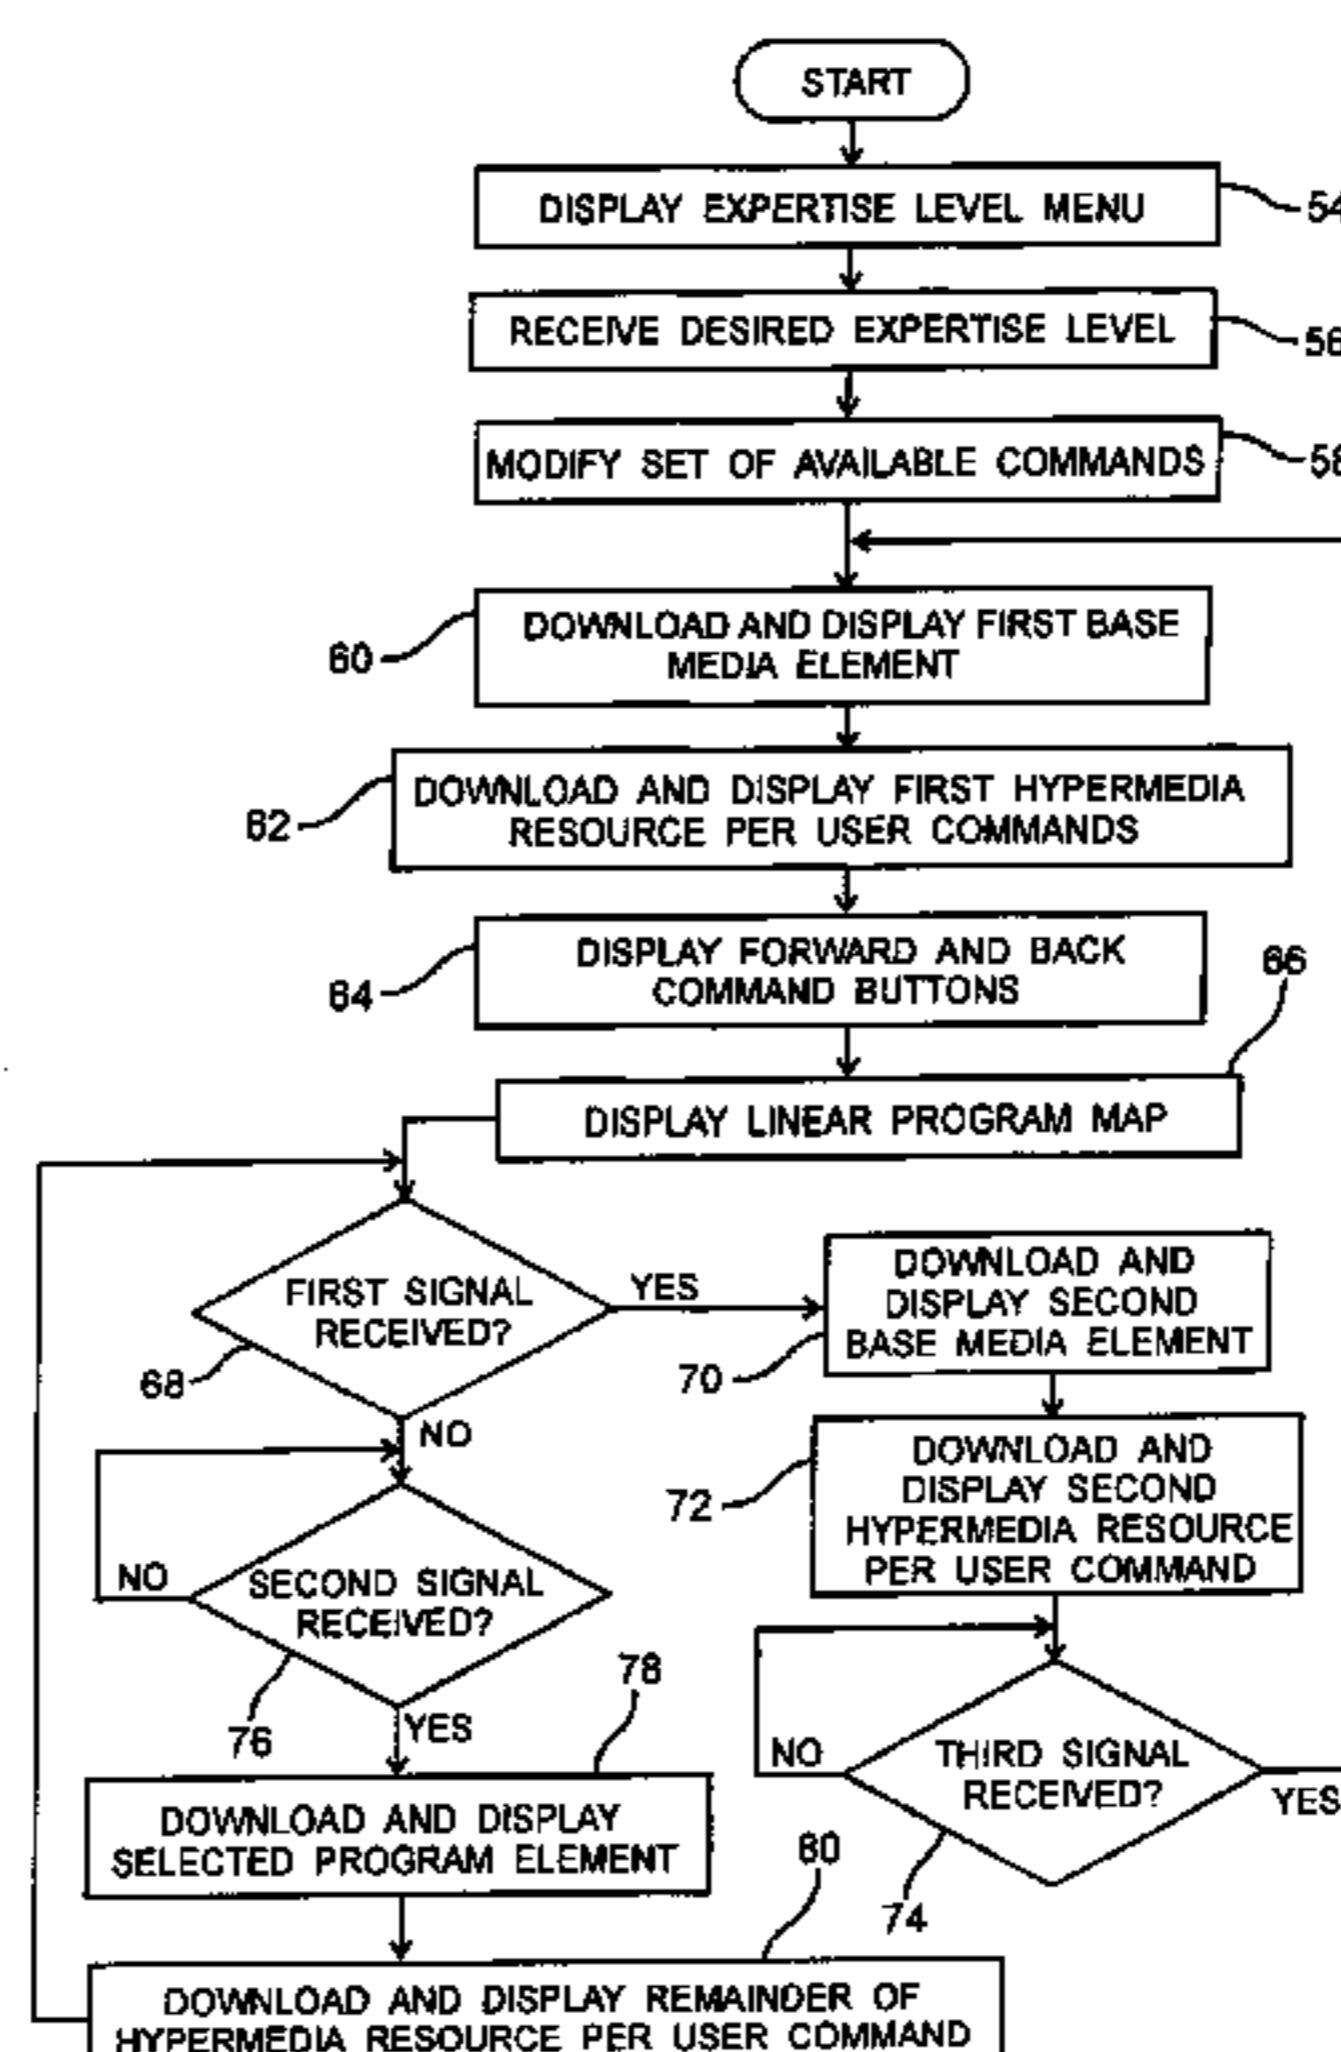 START
DISPLAY EXPERTISE LEVEL MENU
54
RECEIVE DESIRED EXPERTISE LEVEL
56
MODIFY SET OF AVAILABLE COMMANDS
58
60
DOWNLOAD AND DISPLAY FIRST BASE
MEDIA ELEMENT
62
DOWNLOAD AND DISPLAY FIRST HYPERMEDIA
RESOURCE PER USER COMMANDS
64
DISPLAY FORWARD AND BACK
COMMAND BUTTONS
66
DISPLAY LINEAR PROGRAM MAP
FIRST SIGNAL
RECEIVED?
68
YES
NO
DOWNLOAD AND
DISPLAY SECOND
BASE MEDIA ELEMENT
70
DOWNLOAD AND
DISPLAY SECOND
HYPERMEDIA RESOURCE
PER USER COMMAND
72
NO
SECOND SIGNAL
RECEIVED?
76
YES
78
NO
THIRD SIGNAL
RECEIVED?
YES
74
DOWNLOAD AND DISPLAY
SELECTED PROGRAM ELEMENT
80
DOWNLOAD AND DISPLAY REMAINDER OF
HYPERMEDIA RESOURCE PER USER COMMAND